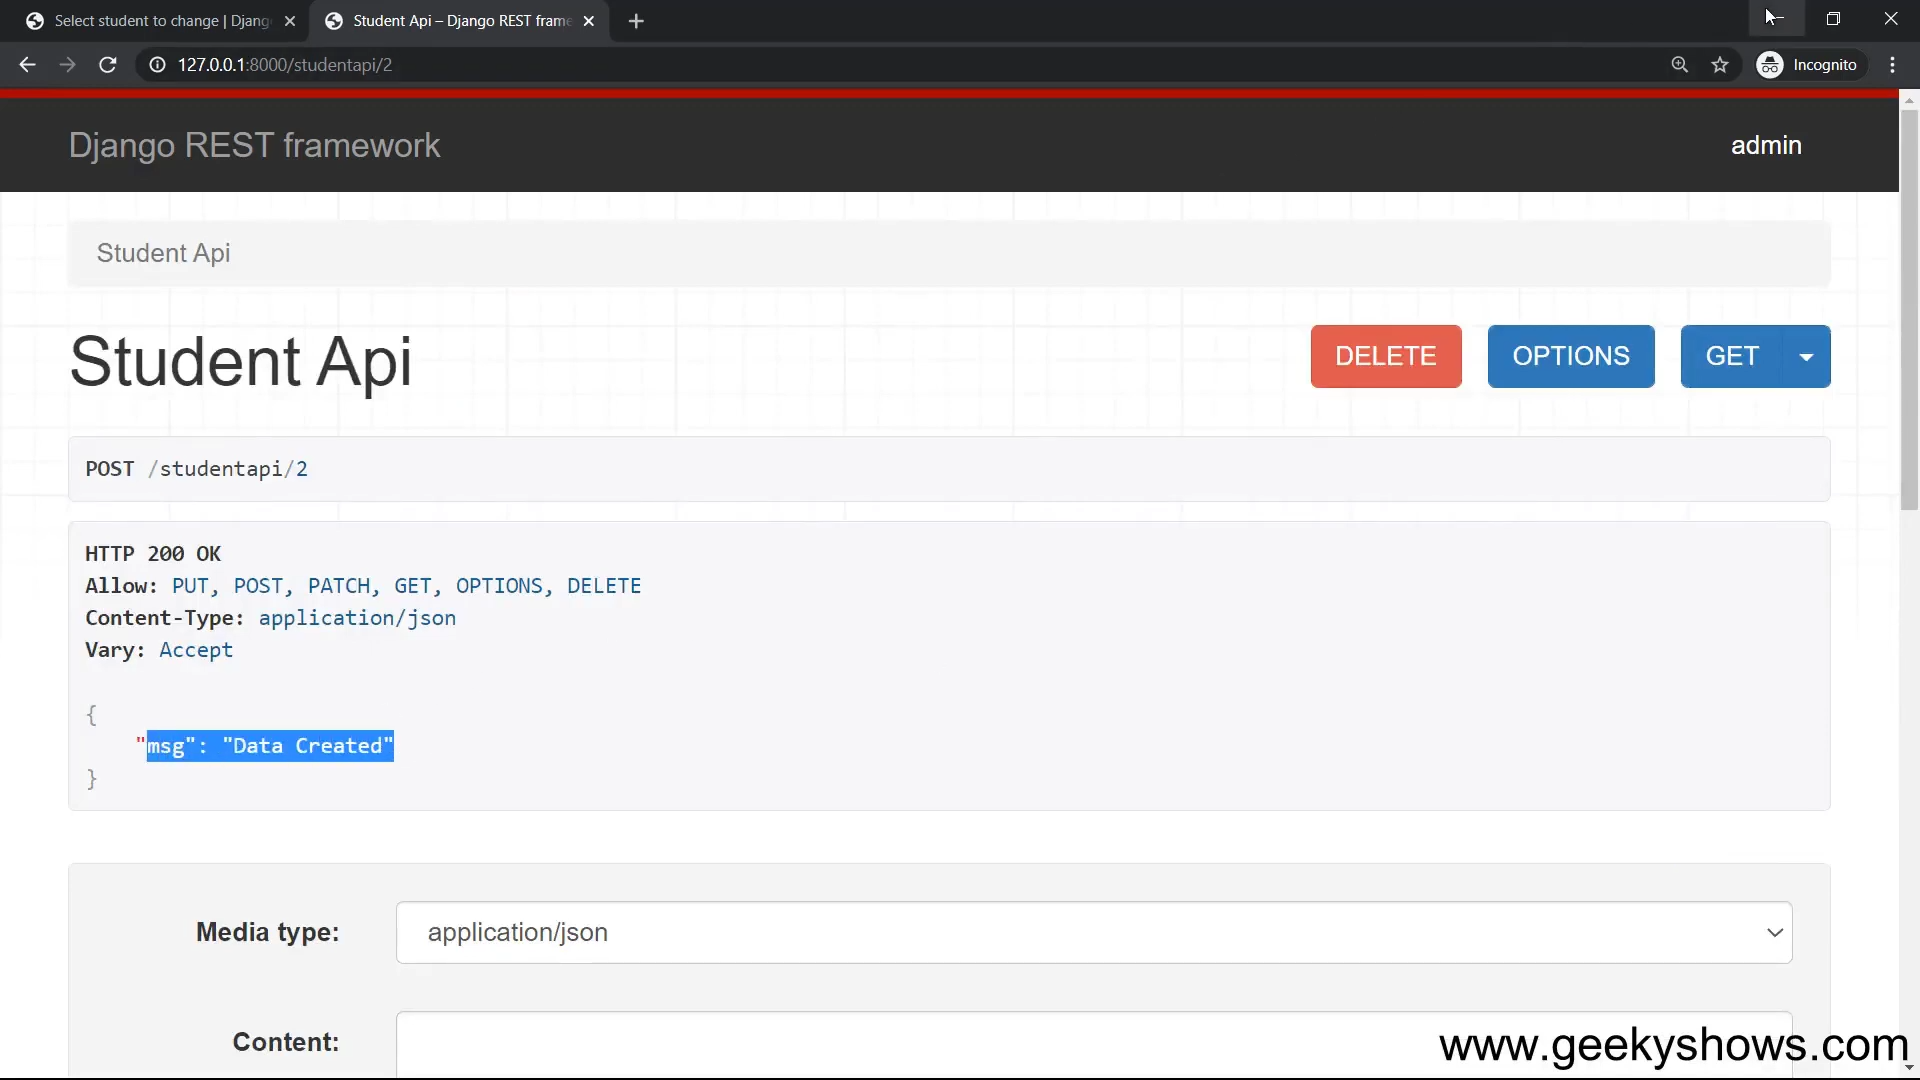 Select student to change | Djang
Student Api – Django REST frame
127.0.0.1:8000/studentapi/2
Incognito
Django REST framework
admin
Student Api
Student Api
DELETE
OPTIONS
GET
POST /studentapi/2
HTTP 200 OK
Allow: PUT, POST, PATCH, GET, OPTIONS, DELETE
Content-Type: application/json
Vary: Accept
{
"msg": "Data Created"
}
Media type:
application/json
Content:
www.geekyshows.com